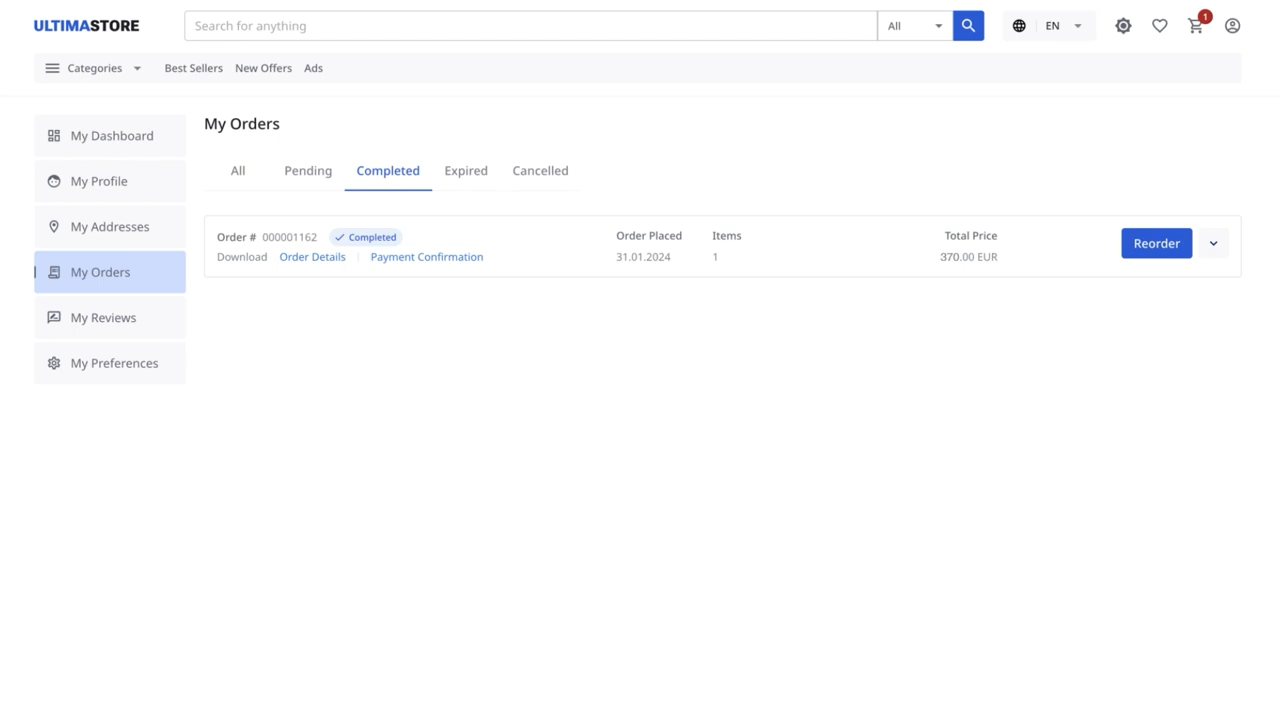 ULTIMASTORE
Search for anything
All
EN
1
Categories
Best Sellers
New Offers
Ads
My Dashboard
My Profile
My Addresses
My Orders
My Reviews
My Preferences
My Orders
All
Pending
Completed
Expired
Cancelled
Order # 000001162
Completed
Download
Order Details
Payment Confirmation
Order Placed
31.01.2024
Items
1
Total Price
370.00 EUR
Reorder